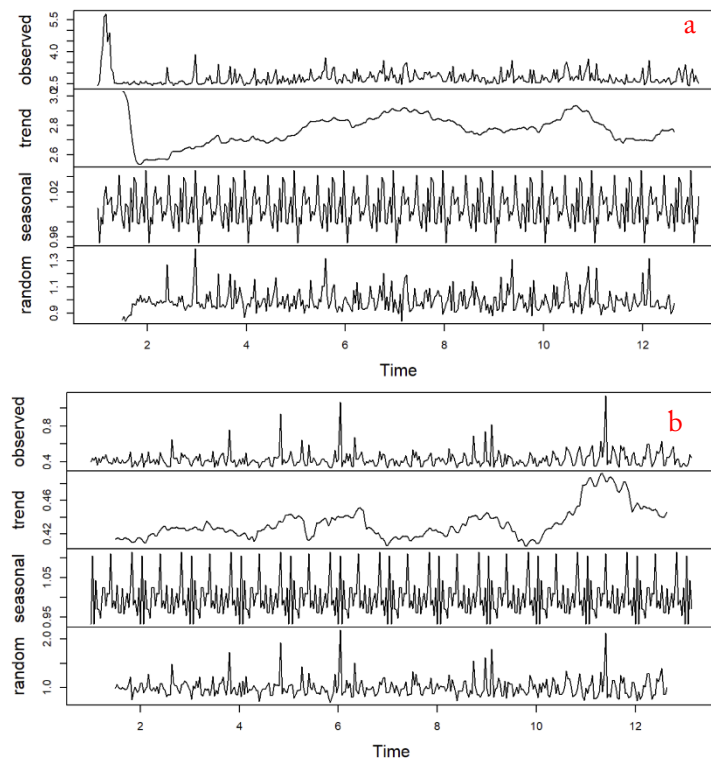 a
observed
5.5
4.0
2.5
trend
3.0
2.8
2.6
seasonal
1.02
0.96
random
1.3
1.1
0.9
2 4 6 8 10 12
Time
b
observed
0.8
0.4
trend
0.46
0.42
seasonal
1.05
0.95
random
2.0
1.0
2 4 6 8 10 12
Time